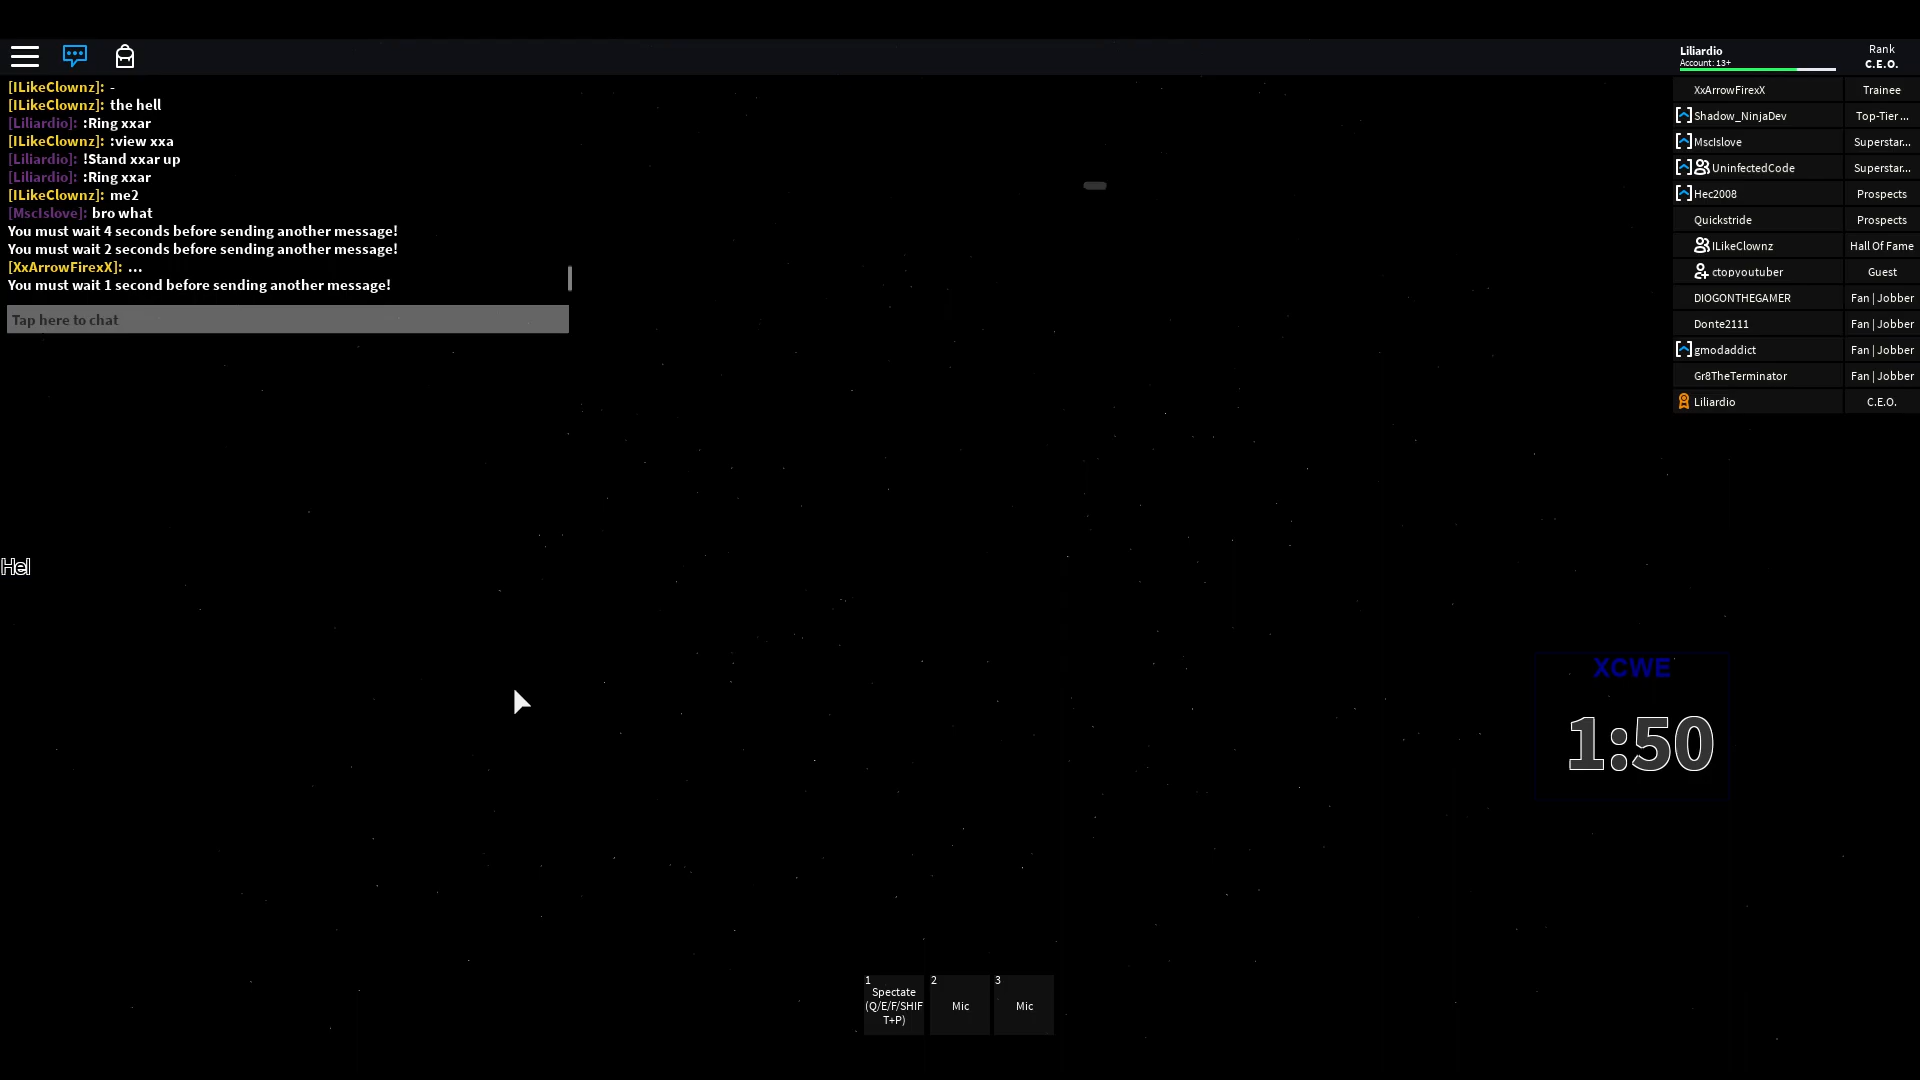 Liliardio
Account: 13+
Rank
C.E.O.
[ILikeClownz]: -
[ILikeClownz]: the hell
[Liliardio]: :Ring xxar
[ILikeClownz]: :view xxa
[Liliardio]: !Stand xxar up
[Liliardio]: :Ring xxar
[ILikeClownz]: me2
[MscIslove]: bro what
You must wait 4 seconds before sending another message!
You must wait 2 seconds before sending another message!
[XxArrowFirexX]: ...
You must wait 1 second before sending another message!
Tap here to chat
XxArrowFirexX Trainee
Shadow_NinjaDev Top-Tier ...
MscIslove Superstar...
UninfectedCode Superstar...
Hec2008 Prospects
Quickstride Prospects
ILikeClownz Hall Of Fame
ctopyoutuber Guest
DIOGONTHEGAMER Fan | Jobber
Donte2111 Fan | Jobber
gmodaddict Fan | Jobber
Gr8TheTerminator Fan | Jobber
Liliardio C.E.O.
Hel
XCWE
1:50
1
Spectate
(Q/E/F/SHIF
T+P)
2
Mic
3
Mic